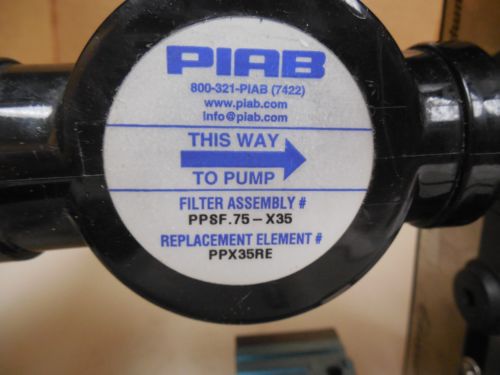 PIAB
800-321-PIAB (7422)
www.piab.com
Info@piab.com
THIS WAY
TO PUMP
FILTER ASSEMBLY #
PPSF.75-X35
REPLACEMENT ELEMENT #
PPX35RE